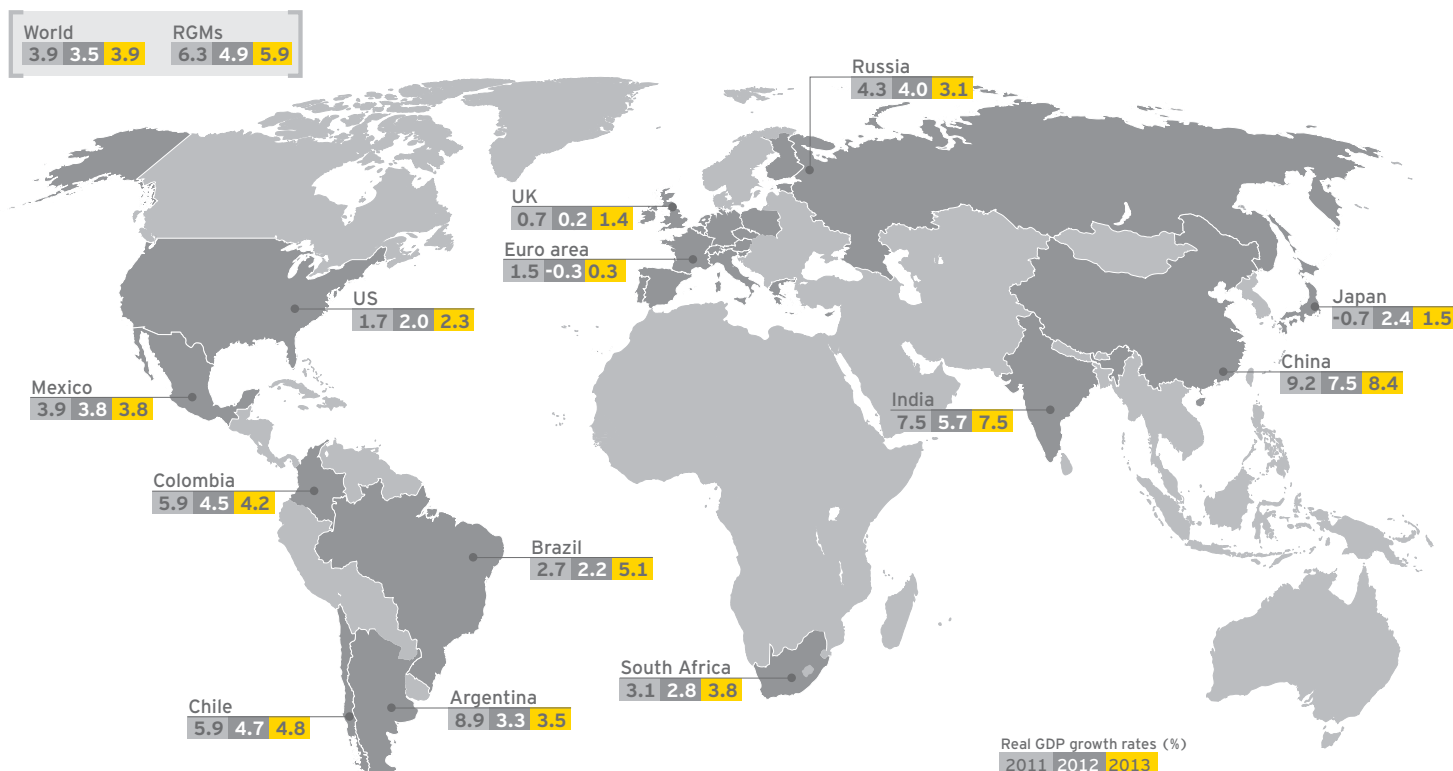 World RGMs
3.9 3.5 3.9 6.3 4.9 5.9
Russia
4.3 4.0 3.1
UK
0.7 0.2 1.4
Euro area
1.5 -0.3 0.3
US
1.7 2.0 2.3
Japan
-0.7 2.4 1.5
China
9.2 7.5 8.4
Mexico
3.9 3.8 3.8
India
7.5 5.7 7.5
Colombia
5.9 4.5 4.2
Brazil
2.7 2.2 5.1
South Africa
3.1 2.8 3.8
Argentina
8.9 3.3 3.5
Chile
5.9 4.7 4.8
Real GDP growth rates (%)
2011 2012 2013